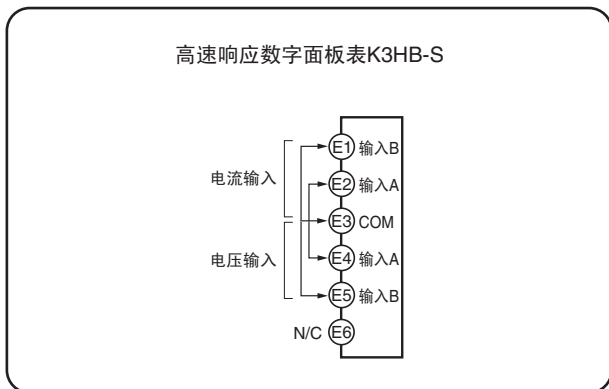 高速响应数字面板表K3HB-S
E1 输入B
电流输入
E2 输入A
E3 COM
电压输入
E4 输入A
E5 输入B
N/C E6